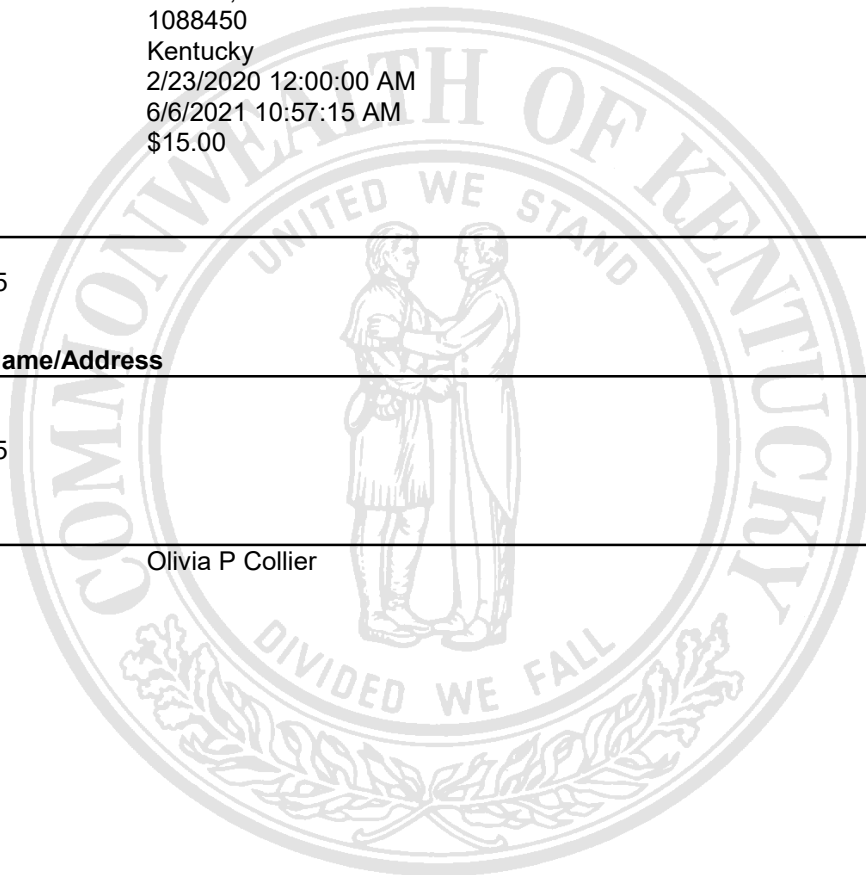 1088450
Kentucky
2/23/2020 12:00:00 AM
6/6/2021 10:57:15 AM
$15.00
COMMONWEALTH OF KENTUCKY
UNITED WE STAND
5
ame/Address
5
Olivia P Collier
DIVIDED WE FALL